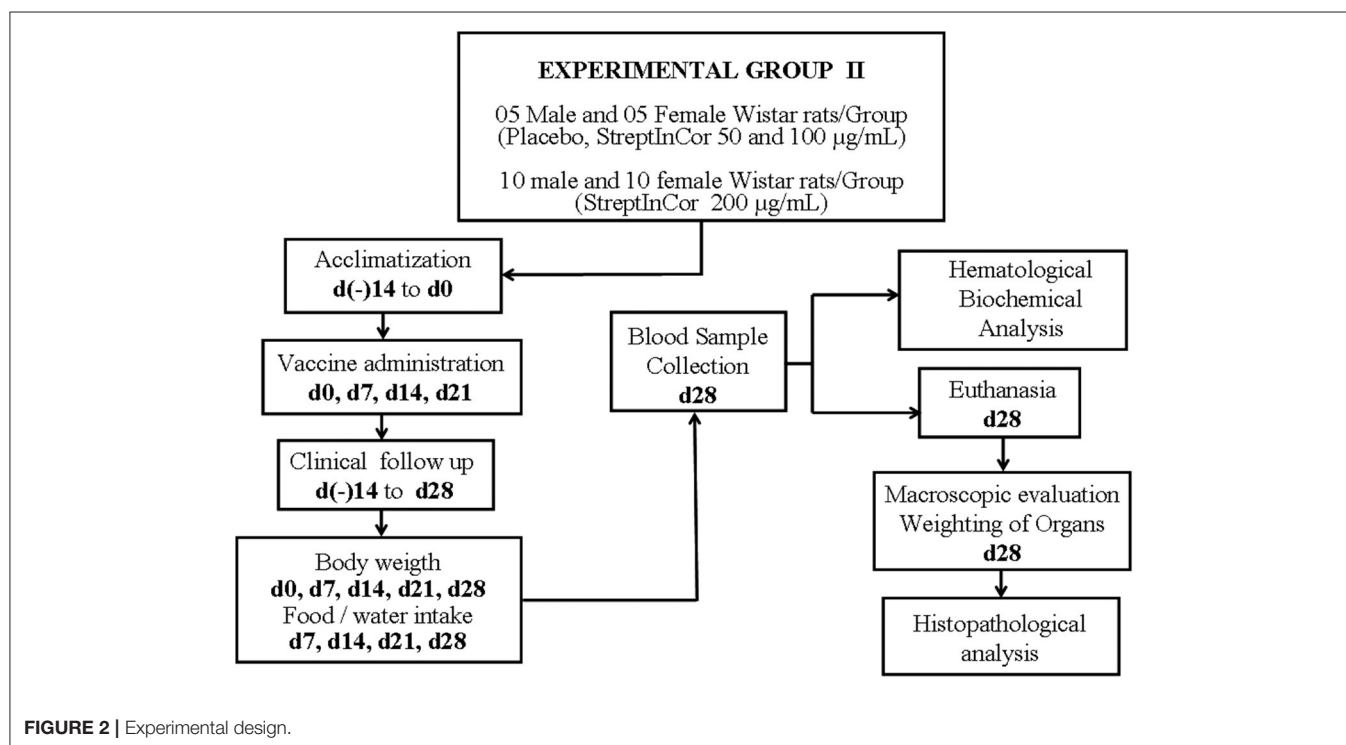 EXPERIMENTAL GROUP II
05 Male and 05 Female Wistar rats/Group
(Placebo, StreptInCor 50 and 100 µg/mL)
10 male and 10 female Wistar rats/Group
(StreptInCor 200 µg/mL)
Acclimatization
d(-)14 to d0
Vaccine administration
d0, d7, d14, d21
Clinical follow up
d(-)14 to d28
Body weigth
d0, d7, d14, d21, d28
Food / water intake
d7, d14, d21, d28
Blood Sample
Collection
d28
Hematological
Biochemical
Analysis
Euthanasia
d28
Macroscopic evaluation
Weighting of Organs
d28
Histopathological
analysis
FIGURE 2 | Experimental design.